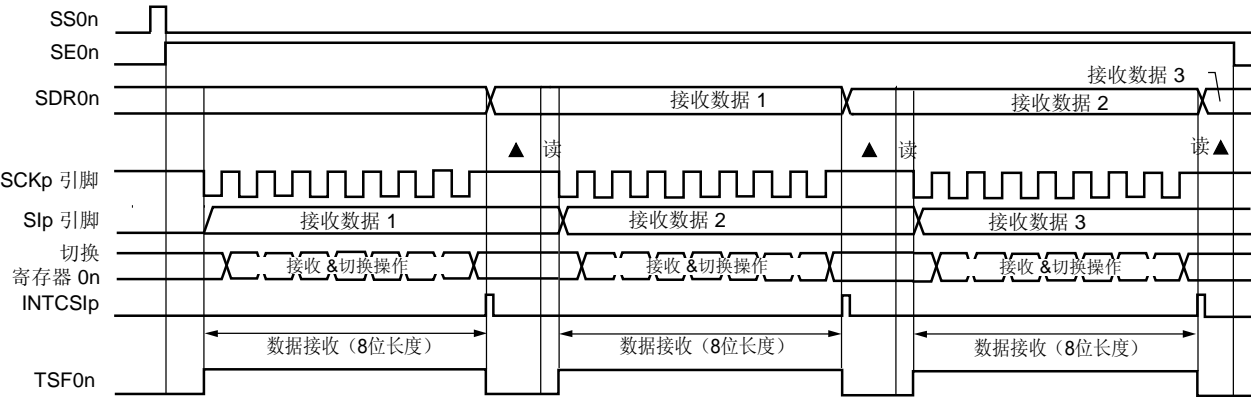 SS0n
SE0n
接收数据 3
SDR0n
接收数据 1
接收数据 2
▲ 读
▲ 读
读▲
SCKp 引脚
SIp 引脚
接收数据 1
接收数据 2
接收数据 3
切换
寄存器 0n
接收 &切换操作
接收 &切换操作
接收 &切换操作
INTCSIp
数据接收（8位长度）
数据接收（8位长度）
数据接收（8位长度）
TSF0n